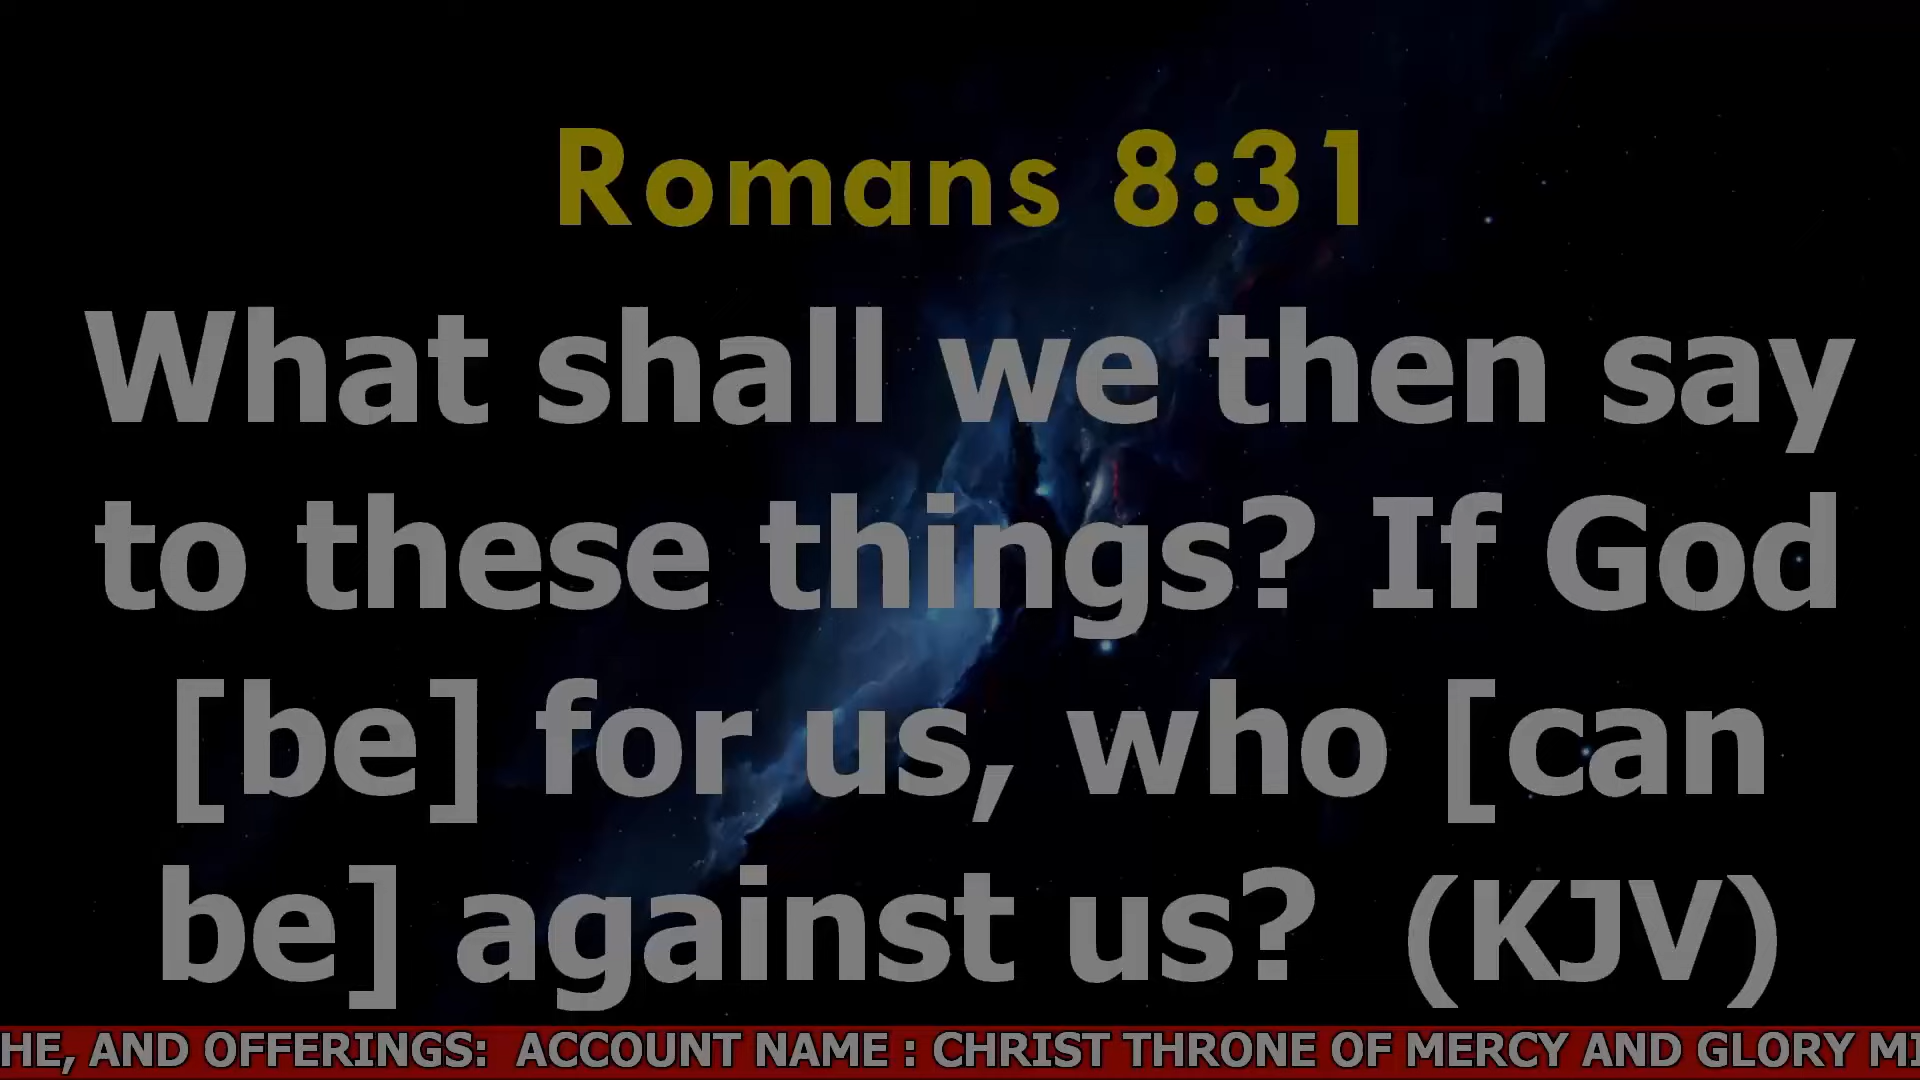 Romans 8:31
What shall we then say
to these things? If God
[be] for us, who [can
be] against us? (KJV)
HE, AND OFFERINGS: ACCOUNT NAME : CHRIST THRONE OF MERCY AND GLORY MI